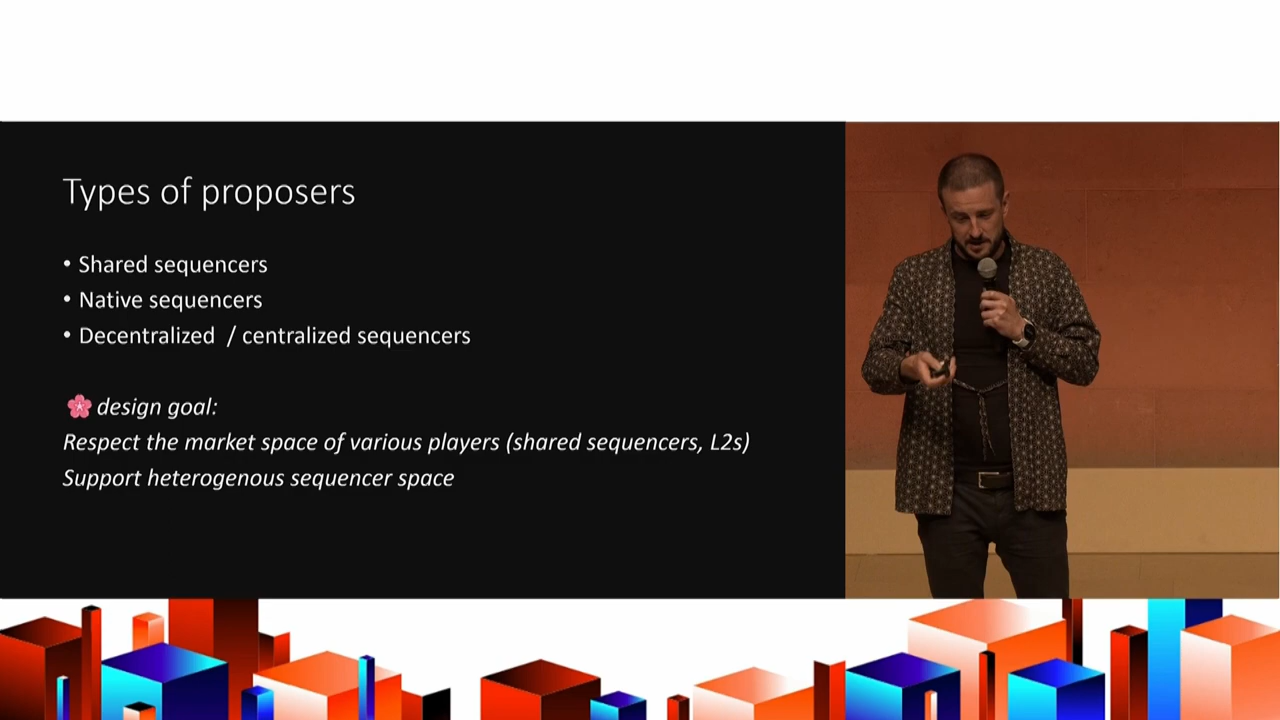 Types of proposers
• Shared sequencers
• Native sequencers
• Decentralized / centralized sequencers
🌸 design goal:
Respect the market space of various players (shared sequencers, L2s)
Support heterogenous sequencer space